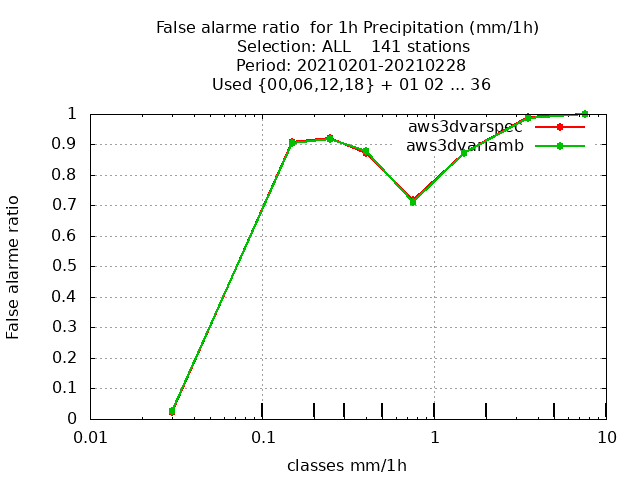 False alarme ratio  for 1h Precipitation (mm/1h)
Selection: ALL    141 stations
Period: 20210201-20210228
Used {00,06,12,18} + 01 02 ... 36
aws3dvarspec
aws3dvarlamb
False alarme ratio
1
0.9
0.8
0.7
0.6
0.5
0.4
0.3
0.2
0.1
0
0.01
0.1
1
10
classes mm/1h